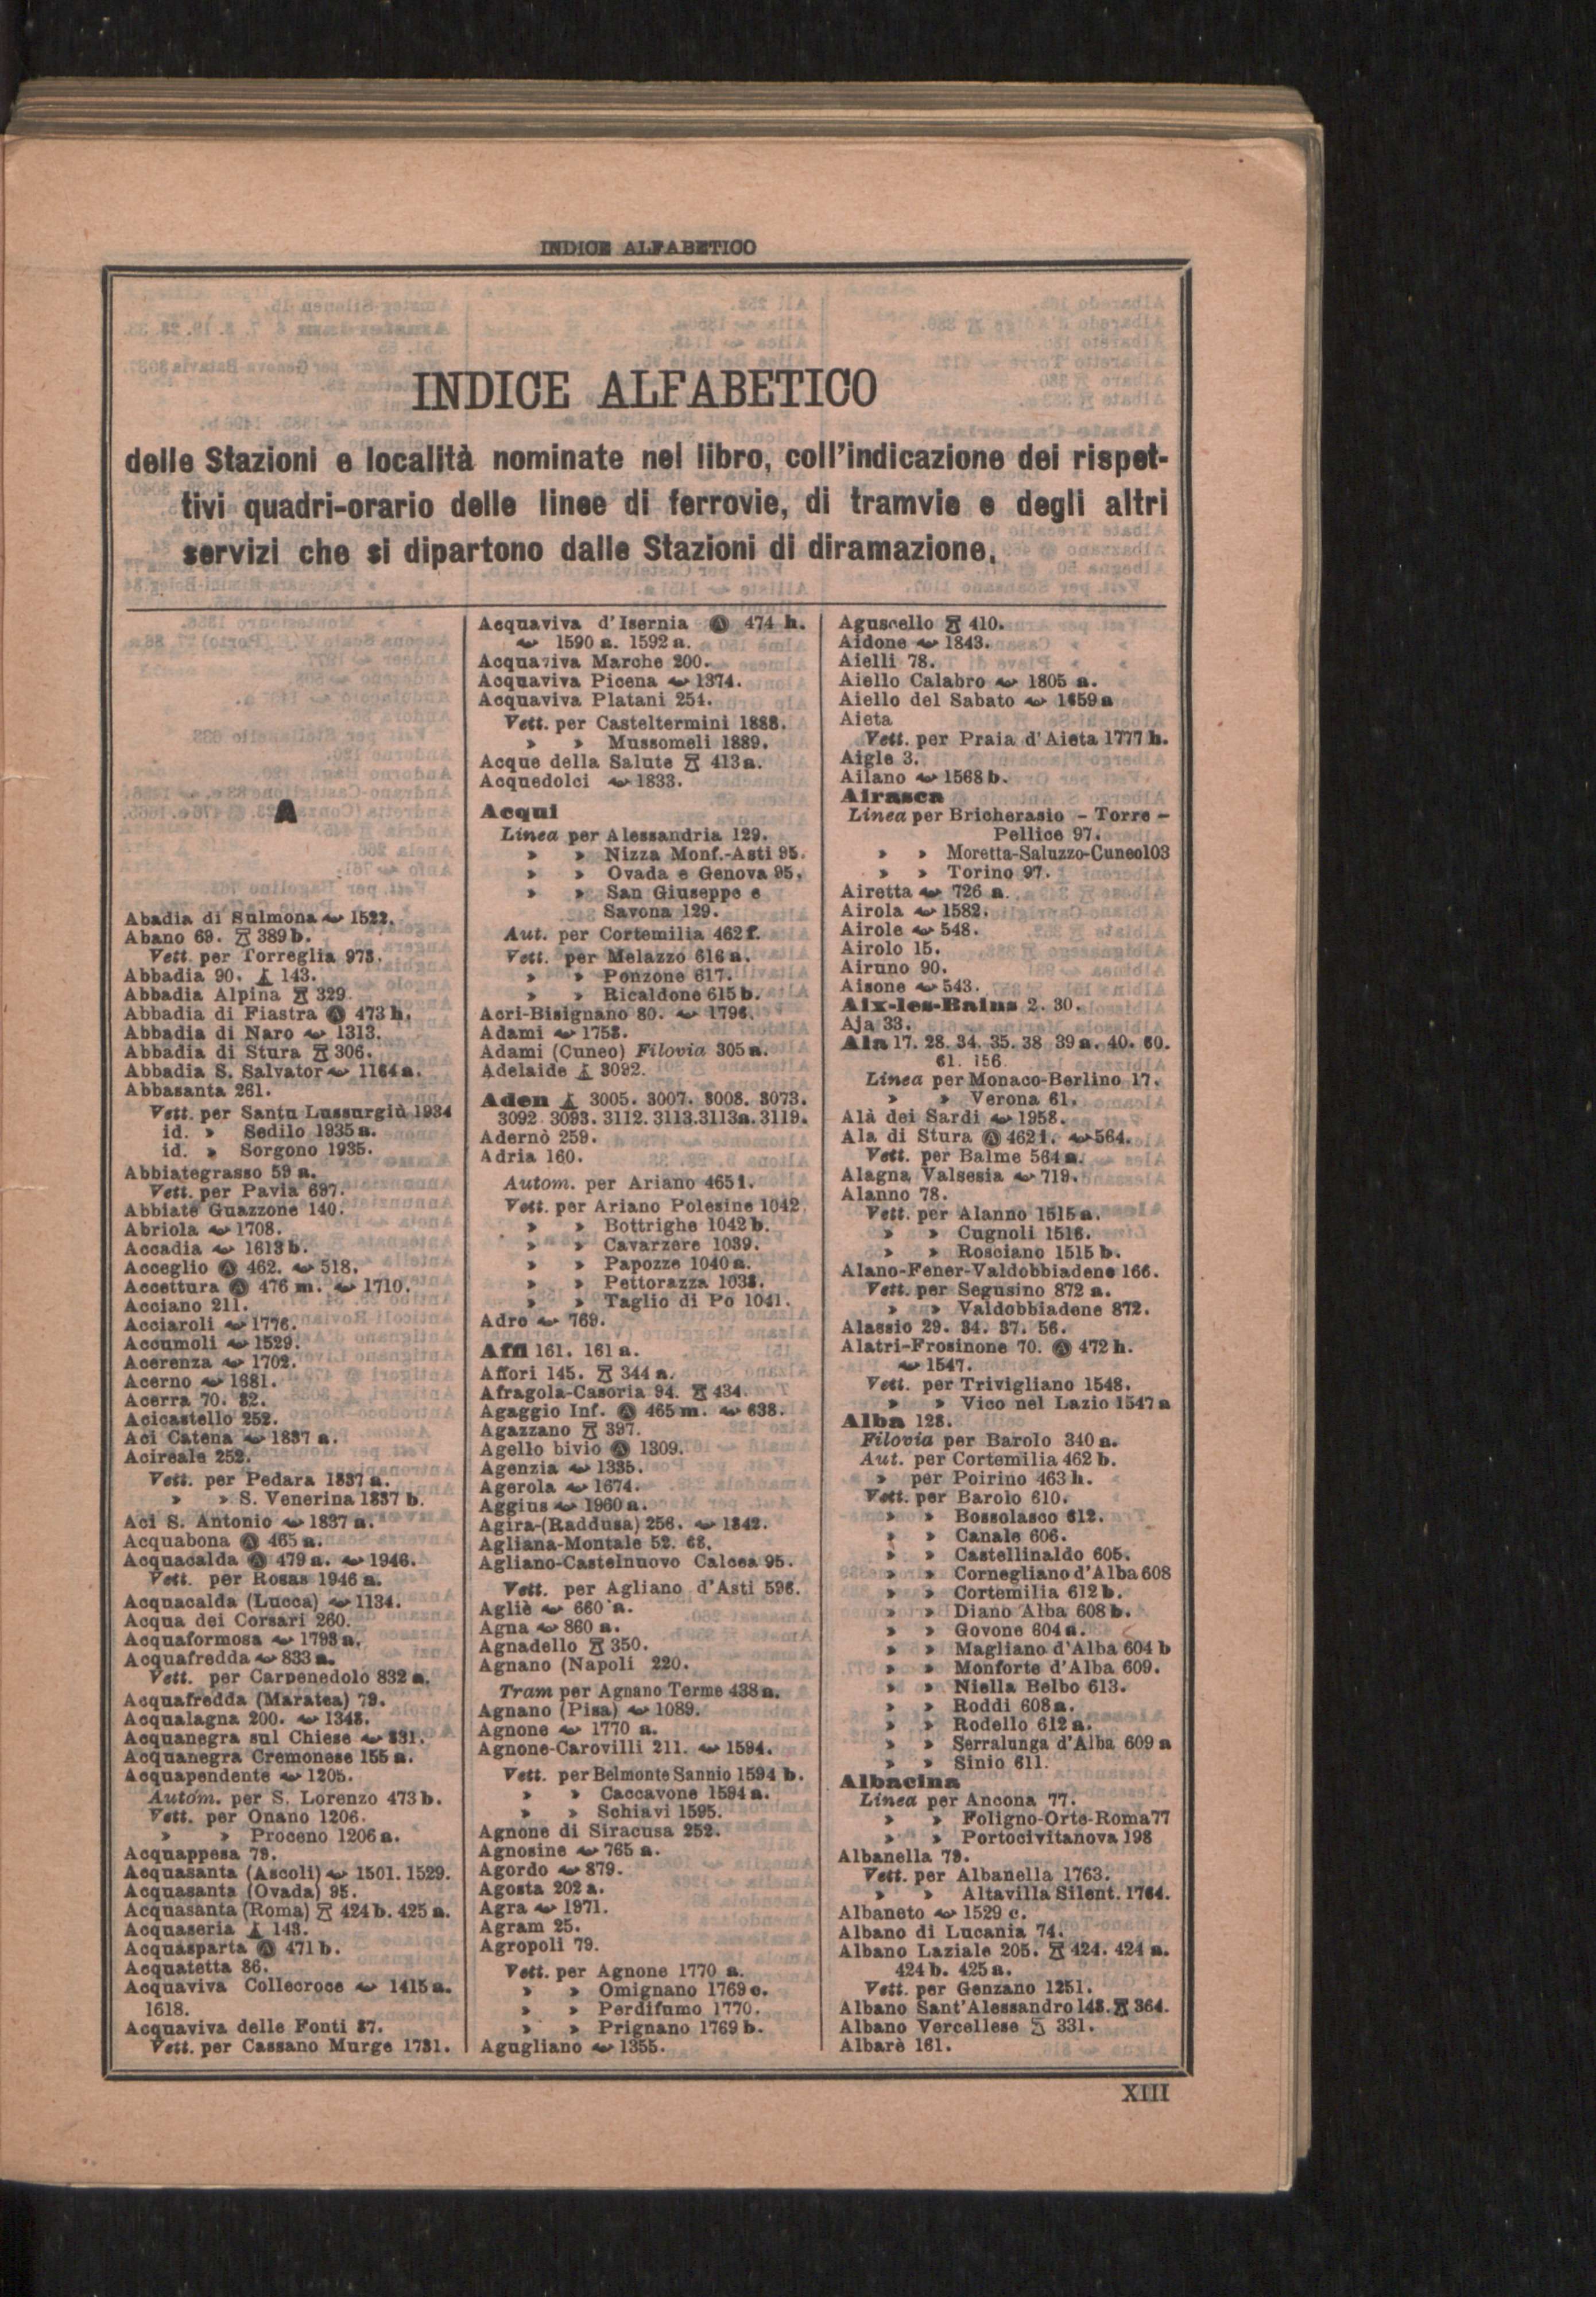 INDICE ALFABETICO
INDICE ALFABETICO
delle Stazioni e località nominate nel libro, coll'indicazione dei rispet-
tivi quadri-orario delle linee di ferrovie, di tramvie e degli altri
servizi che si dipartono dalle Stazioni di diramazione.
A
Abadia di Sulmona 1522.
Abano 69. 389 b.
Vett. per Torreglia 973.
Abbadia 90. 143.
Abbadia Alpina 329.
Abbadia di Fiastra A 473 h.
Abbadia di Naro 1313.
Abbadia di Stura 306.
Abbadia S. Salvator 1164 a.
Abbasanta 261.
Vett. per Santu Lussurgiù 1934
id. » Sedilo 1935 a.
id. » Sorgono 1935.
Abbiategrasso 59 a.
Vett. per Pavia 697.
Abbiate Guazzone 140.
Abriola 1708.
Accadia 1613 b.
Acceglio A 462. 518.
Accettura A 476 m. 1710.
Acciano 211.
Acciaroli 1776.
Accumoli 1529.
Acerenza 1702.
Acerno 1681.
Acerra 70. 82.
Acicastello 252.
Aci Catena 1837 a.
Acireale 252.
Vett. per Pedara 1837 a.
» » S. Venerina 1837 b.
Aci S. Antonio 1837 a.
Acquabona A 465 a.
Acquacalda A 479 a. 1946.
Vett. per Rosas 1946 a.
Acquacalda (Lucca) 1134.
Acqua dei Corsari 260.
Acquaformosa 1793 a.
Acquafredda 833 a.
Vett. per Carpenedolo 832 a.
Acquafredda (Maratea) 79.
Acqualagna 200. 1348.
Acquanegra sul Chiese 831.
Acquanegra Cremonese 155 a.
Acquapendente 1205.
Autom. per S. Lorenzo 473 b.
Vett. per Onano 1206.
» » Proceno 1206 a.
Acquappesa 79.
Acquasanta (Ascoli) 1501. 1529.
Acquasanta (Ovada) 95.
Acquasanta (Roma) 424 b. 425 a.
Acquaseria 143.
Acquasparta A 471 b.
Acquatetta 86.
Acquaviva Collecroce 1415 a.
1618.
Acquaviva delle Fonti 87.
Vett. per Cassano Murge 1731.
Acquaviva d'Isernia A 474 h.
1590 a. 1592 a.
Acquaviva Marche 200.
Acquaviva Picena 1374.
Acquaviva Platani 254.
Vett. per Casteltermini 1888.
» » Mussomeli 1889.
Acque della Salute 413 a.
Acquedolci 1833.
Acqui
Linea per Alessandria 129.
» » Nizza Monf.-Asti 95.
» » Ovada e Genova 95.
» » San Giuseppe e
Savona 129.
Aut. per Cortemilia 462 f.
Vett. per Melazzo 616 a.
» » Ponzone 617.
» » Ricaldone 615 b.
Acri-Bisignano 80. 1796.
Adami 1758.
Adami (Cuneo) Filovia 305 a.
Adelaide 3092.
Aden 3005. 3007. 3008. 3073.
3092. 3093. 3112. 3113. 3113a. 3119.
Adernò 259.
Adria 160.
Autom. per Ariano 465 i.
Vett. per Ariano Polesine 1042.
» » Bottrighe 1042 b.
» » Cavarzere 1039.
» » Papozze 1040 a.
» » Pettorazza 1038.
» » Taglio di Po 1041.
Adro 769.
Affi 161. 161 a.
Affori 145. 344 a.
Afragola-Casoria 94. 434.
Agaggio Inf. A 465 m. 638.
Agazzano 397.
Agello bivio A 1309.
Agenzia 1335.
Agerola 1674.
Aggius 1960 a.
Agira-(Raddusa) 256. 1842.
Agliana-Montale 52. 68.
Agliano-Castelnuovo Calcea 95.
Vett. per Agliano d'Asti 596.
Agliè 660 a.
Agna 860 a.
Agnadello 350.
Agnano (Napoli 220.
Tram per Agnano Terme 438 a.
Agnano (Pisa) 1089.
Agnone 1770 a.
Agnone-Carovilli 211. 1594.
Vett. per Belmonte Sannio 1594 b.
» » Caccavone 1594 a.
» » Schiavi 1595.
Agnone di Siracusa 252.
Agnosine 765 a.
Agordo 879.
Agosta 202 a.
Agra 1971.
Agram 25.
Agropoli 79.
Vett. per Agnone 1770 a.
» » Omignano 1769 c.
» » Perdifumo 1770.
» » Prignano 1769 b.
Agugliano 1355.
Aguscello 410.
Aidone 1843.
Aielli 78.
Aiello Calabro 1805 a.
Aiello del Sabato 1659 a
Aieta
Vett. per Praia d'Aieta 1777 h.
Aigle 3.
Ailano 1568 b.
Airasca
Linea per Bricherasio - Torre -
Pellice 97.
» » Moretta-Saluzzo-Cuneo103
» » Torino 97.
Airetta 726 a.
Airola 1582.
Airole 548.
Airolo 15.
Airuno 90.
Aisone 543.
Aix-les-Bains 2. 30.
Aja 33.
Ala 17. 28. 34. 35. 38 39 a. 40. 60.
61. 156.
Linea per Monaco-Berlino 17.
» » Verona 61.
Alà dei Sardi 1958.
Ala di Stura A 462 i. 564.
Vett. per Balme 564 a.
Alagna Valsesia 719.
Alanno 78.
Vett. per Alanno 1515 a.
» » Cugnoli 1516.
» » Rosciano 1515 b.
Alano-Fener-Valdobbiadene 166.
Vett. per Segusino 872 a.
» » Valdobbiadene 872.
Alassio 29. 34. 37. 56.
Alatri-Frosinone 70. A 472 h.
1547.
Vett. per Trivigliano 1548.
» » Vico nel Lazio 1547 a
Alba 128.
Filovia per Barolo 340 a.
Aut. per Cortemilia 462 b.
» per Poirino 463 h.
Vett. per Barolo 610.
» » Bossolasco 612.
» » Canale 606.
» » Castellinaldo 605.
» » Cornegliano d'Alba 608
» » Cortemilia 612 b.
» » Diano Alba 608 b.
» » Govone 604 a.
» » Magliano d'Alba 604 b
» » Monforte d'Alba 609.
» » Niella Belbo 613.
» » Roddi 608 a.
» » Rodello 612 a.
» » Serralunga d'Alba 609 a
» » Sinio 611.
Albacina
Linea per Ancona 77.
» » Foligno-Orte-Roma77
» » Portocivitanova 198
Albanella 79.
Vett. per Albanella 1763.
» » Altavilla Silent. 1764.
Albaneto 1529 c.
Albano di Lucania 74.
Albano Laziale 205. 424. 424 a.
424 b. 425 a.
Vett. per Genzano 1251.
Albano Sant'Alessandro 148. 364.
Albano Vercellese 331.
Albarè 161.
XIII